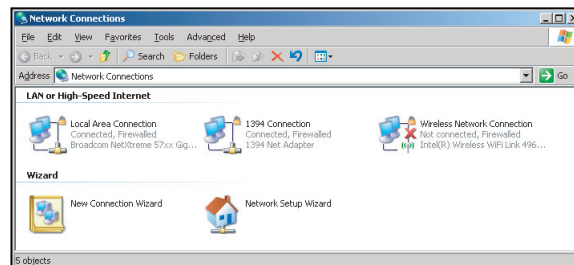 Network Connections
File Edit View Favorites Tools Advanced Help
Back Search Folders
Address Network Connections Go
LAN or High-Speed Internet
Local Area Connection
Connected, Firewalled
Broadcom NetXtreme 57xx Gig...
1394 Connection
Connected, Firewalled
1394 Net Adapter
Wireless Network Connection
Not connected, Firewalled
Intel(R) Wireless WiFi Link 496...
Wizard
New Connection Wizard
Network Setup Wizard
5 objects